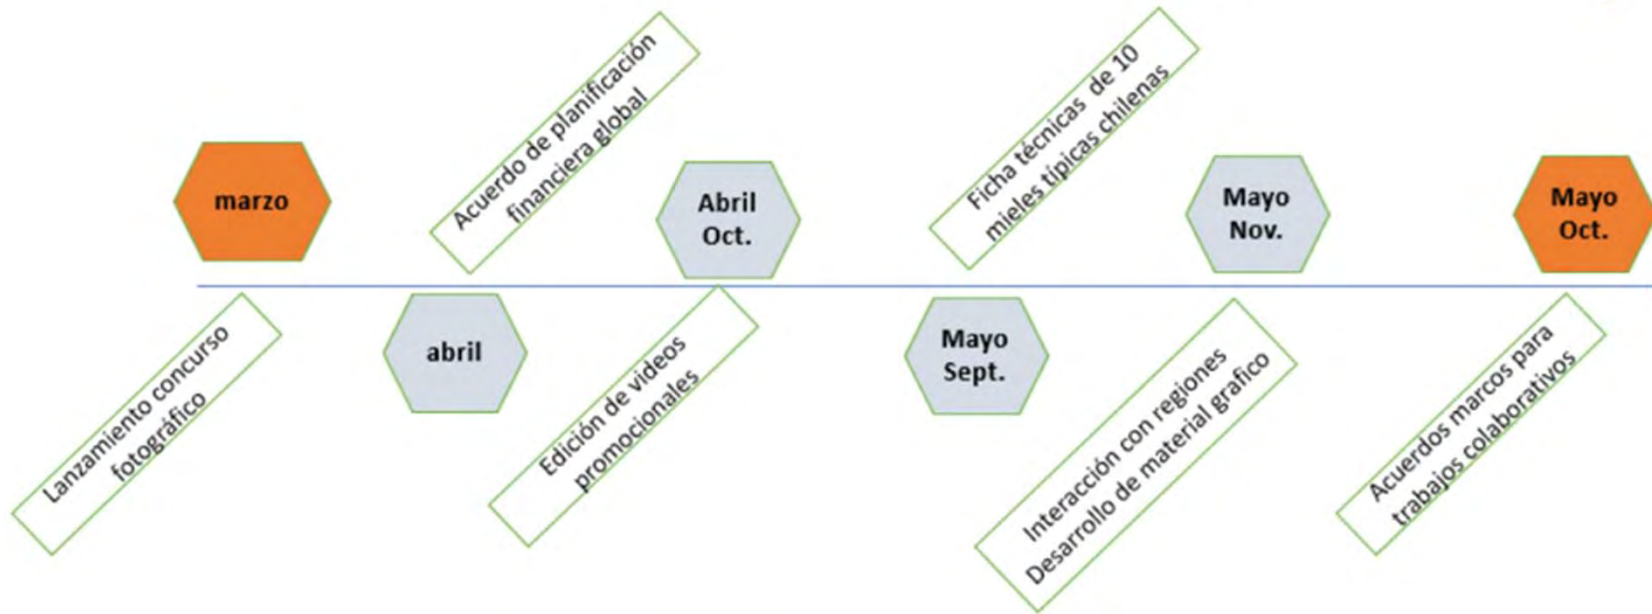 marzo
Lanzamiento concurso
fotográfico
Acuerdo de planificación
financiera global
abril
Abril
Oct.
Edición de videos
promocionales
Ficha técnicas de 10
mieles típicas chilenas
Mayo
Sept.
Mayo
Nov.
Interacción con regiones
Desarrollo de material grafico
Mayo
Oct.
Acuerdos marcos para
trabajos colaborativos